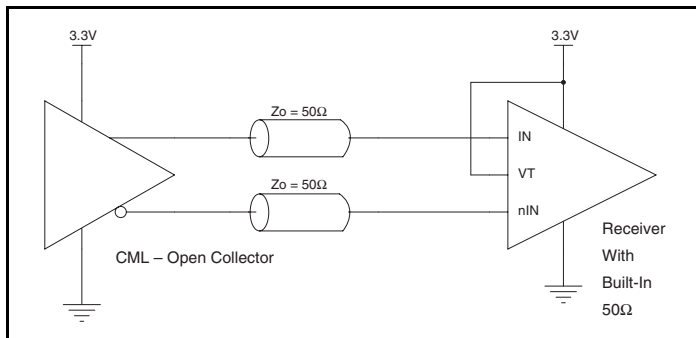 3.3V
3.3V
Zo = 50Ω
IN
VT
Zo = 50Ω
nIN
CML – Open Collector
Receiver
With
Built-In
50Ω